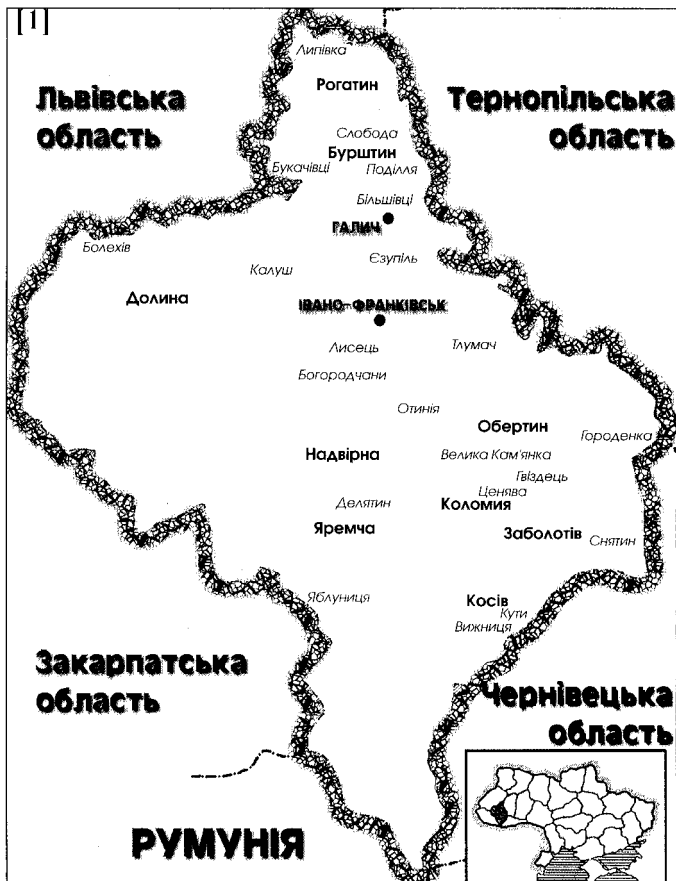 [1]
Липівка
Рогатин
Львівська
область
Тернопільська
область
Слобода
Бурштин
Букачівці
Поділля
Більшівці
ГАЛИЧ
Болехів
Єзупіль
Калуш
Долина
ІВАНО-ФРАНКІВСЬК
Лисець
Тлумач
Богородчани
Отинія
Обертин
Городенка
Надвірна
Велика Кам'янка
Гвіздець
Ценява
Делятин
Коломия
Яремча
Заболотів
Снятин
Яблуниця
Косів
Кути
Вижниця
Закарпатська
область
Чернівецька
область
РУМУНІЯ